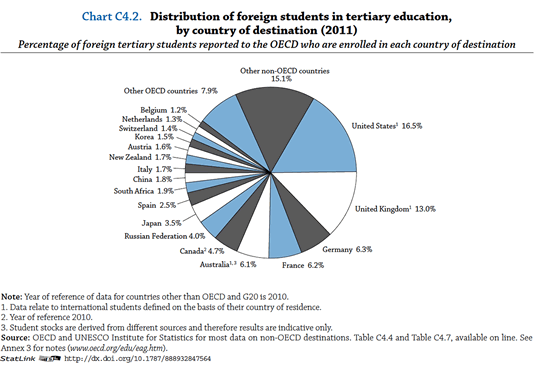 Chart C4.2. Distribution of foreign students in tertiary education,
by country of destination (2011)
Percentage of foreign tertiary students reported to the OECD who are enrolled in each country of destination
Other non-OECD countries
15.1%
Other OECD countries 7.9%
Belgium 1.2%
Netherlands 1.3%
Switzerland 1.4%
Korea 1.5%
Austria 1.6%
New Zealand 1.7%
Italy 1.7%
China 1.8%
South Africa 1.9%
Spain 2.5%
Japan 3.5%
Russian Federation 4.0%
Canada² 4.7%
Australia¹,³ 6.1%
France 6.2%
Germany 6.3%
United Kingdom¹ 13.0%
United States¹ 16.5%
Note: Year of reference of data for countries other than OECD and G20 is 2010.
1. Data relate to international students defined on the basis of their country of residence.
2. Year of reference 2010.
3. Student stocks are derived from different sources and therefore results are indicative only.
Source: OECD and UNESCO Institute for Statistics for most data on non-OECD destinations. Table C4.4 and Table C4.7, available on line. See
Annex 3 for notes (www.oecd.org/edu/eag.htm).
StatLink http://dx.doi.org/10.1787/888932847564